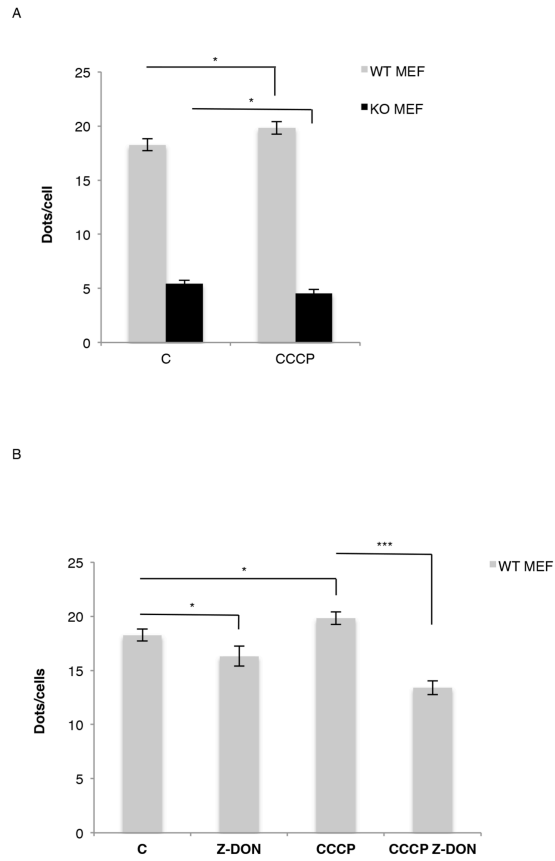 A
*
WT MEF
*
KO MEF
25
20
15
10
5
0
Dots/cell
C CCCP
B
***
WT MEF
*
*
25
20
15
10
5
0
Dots/cells
C Z-DON CCCP CCCP Z-DON